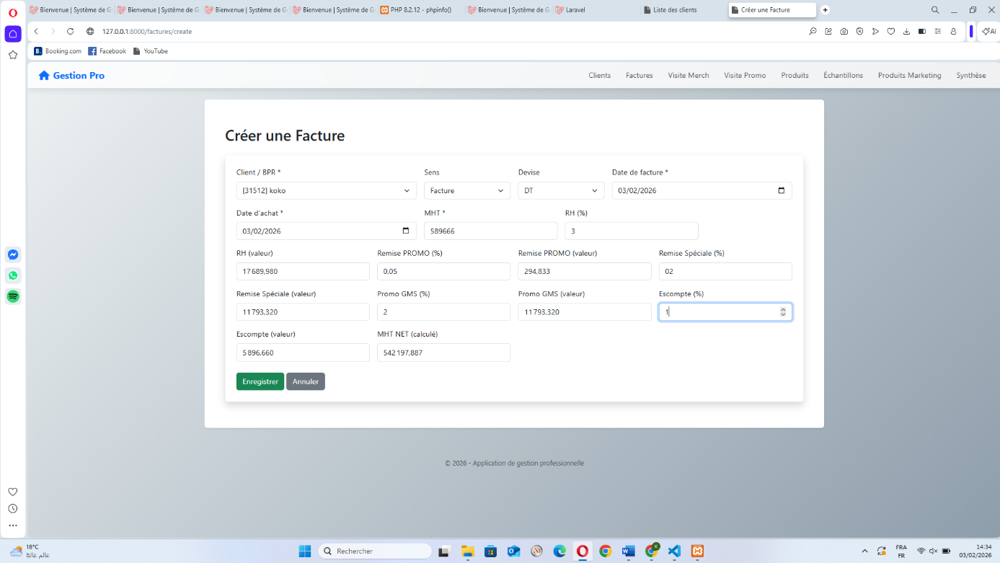 Bienvenue | Système de G
Bienvenue | Système de G
Bienvenue | Système de G
Bienvenue | Système de G
PHP 8.2.12 - phpinfo()
Bienvenue | Système de G
Laravel
Liste des clients
Créer une Facture
127.0.0.1:8000/factures/create
AI
Booking.com
Facebook
YouTube
Gestion Pro
Clients
Factures
Visite Merch
Visite Promo
Produits
Échantillons
Produits Marketing
Synthèse
Créer une Facture
Client / BPR *
Sens
Devise
Date de facture *
[31512] koko
Facture
DT
03/02/2026
Date d'achat *
MHT *
RH (%)
03/02/2026
589666
3
RH (valeur)
Remise PROMO (%)
Remise PROMO (valeur)
Remise Spéciale (%)
17 689,980
0,05
294,833
02
Remise Spéciale (valeur)
Promo GMS (%)
Promo GMS (valeur)
Escompte (%)
11 793,320
2
11 793,320
1
Escompte (valeur)
MHT NET (calculé)
5 896,660
542 197,887
Enregistrer
Annuler
© 2026 - Application de gestion professionnelle
18°C
غائم غالبًا
Rechercher
FRA
FR
14:34
03/02/2026